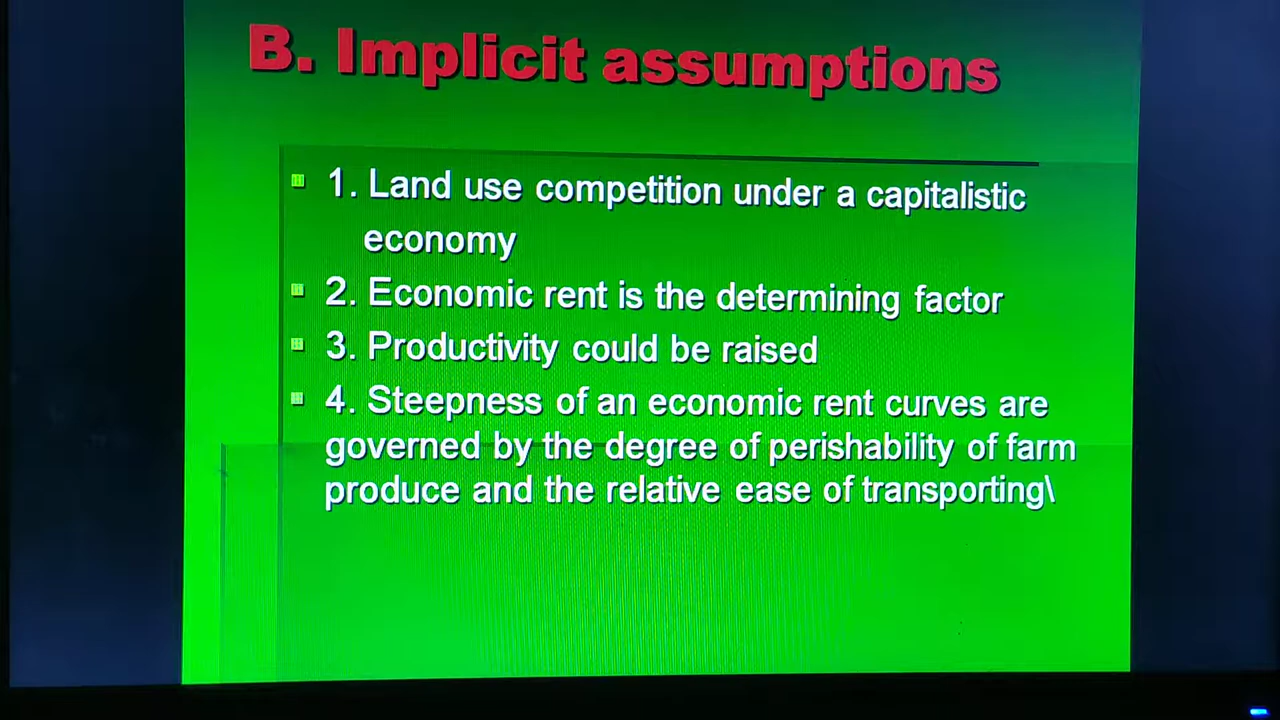 B. Implicit assumptions
1. Land use competition under a capitalistic
economy
2. Economic rent is the determining factor
3. Productivity could be raised
4. Steepness of an economic rent curves are
governed by the degree of perishability of farm
produce and the relative ease of transporting\